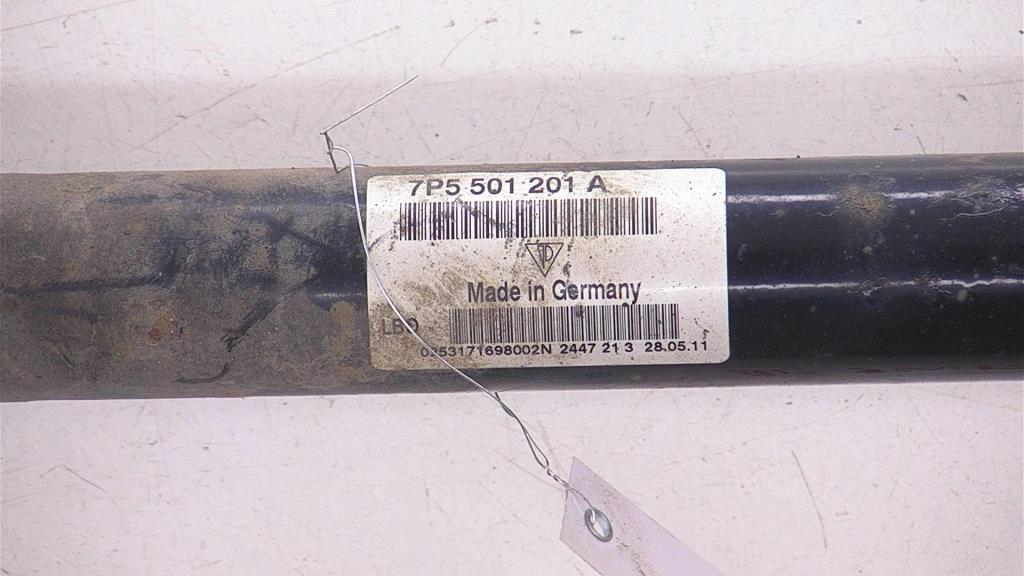 7P5 501 201 A
Made in Germany
LBO
0253171698002N 2447 21 3 28.05.11